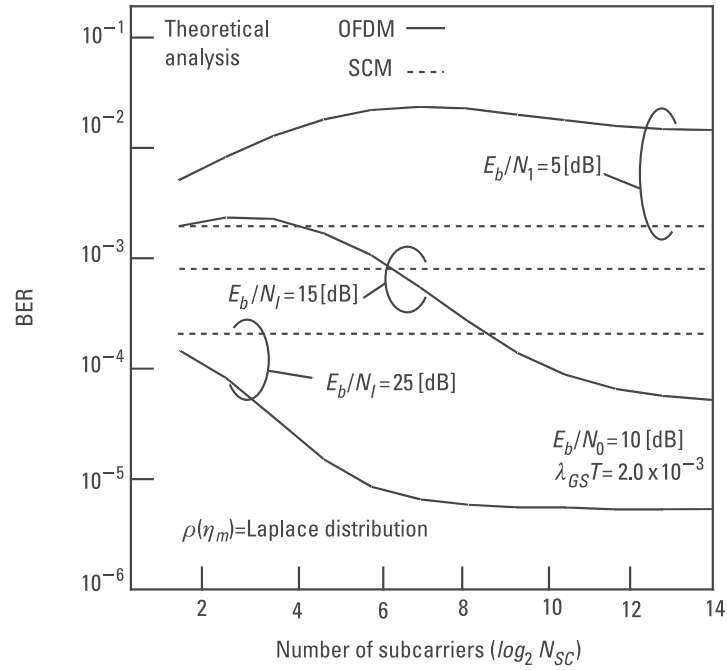 Theoretical
analysis
OFDM
SCM
10⁻¹
10⁻²
10⁻³
10⁻⁴
10⁻⁵
10⁻⁶
BER
E_b/N_1=5[dB]
E_b/N_I=15[dB]
E_b/N_I=25[dB]
E_b/N_0=10 [dB]
λ_GS T=2.0 x 10⁻³
ρ(η_m)=Laplace distribution
2 4 6 8 10 12 14
Number of subcarriers (log₂ N_SC)